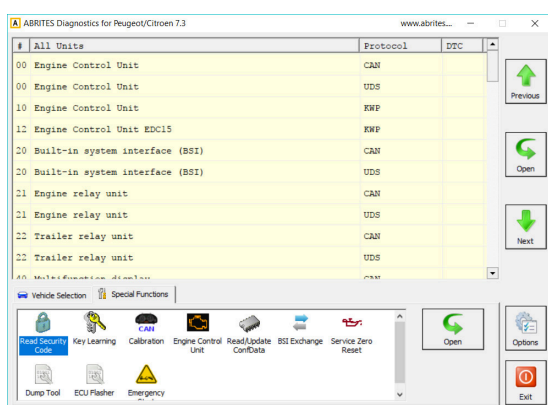 A ABRITES Diagnostics for Peugeot/Citroen 7.3 www.abrites...
# All Units Protocol DTC
00 Engine Control Unit CAN
00 Engine Control Unit UDS
10 Engine Control Unit KWP
12 Engine Control Unit EDC15 KWP
20 Built-in system interface (BSI) CAN
20 Built-in system interface (BSI) UDS
21 Engine relay unit CAN
21 Engine relay unit UDS
22 Trailer relay unit CAN
22 Trailer relay unit UDS
40 Multifunction display CAN
Previous
Open
Next
Vehicle Selection Special Functions
Read Security Code
Key Learning
CAN
Calibration
Engine Control Unit
Read/Update ConfData
BSI Exchange
Service Zero Reset
Dump Tool
ECU Flasher
Emergency
Open
Options
Exit